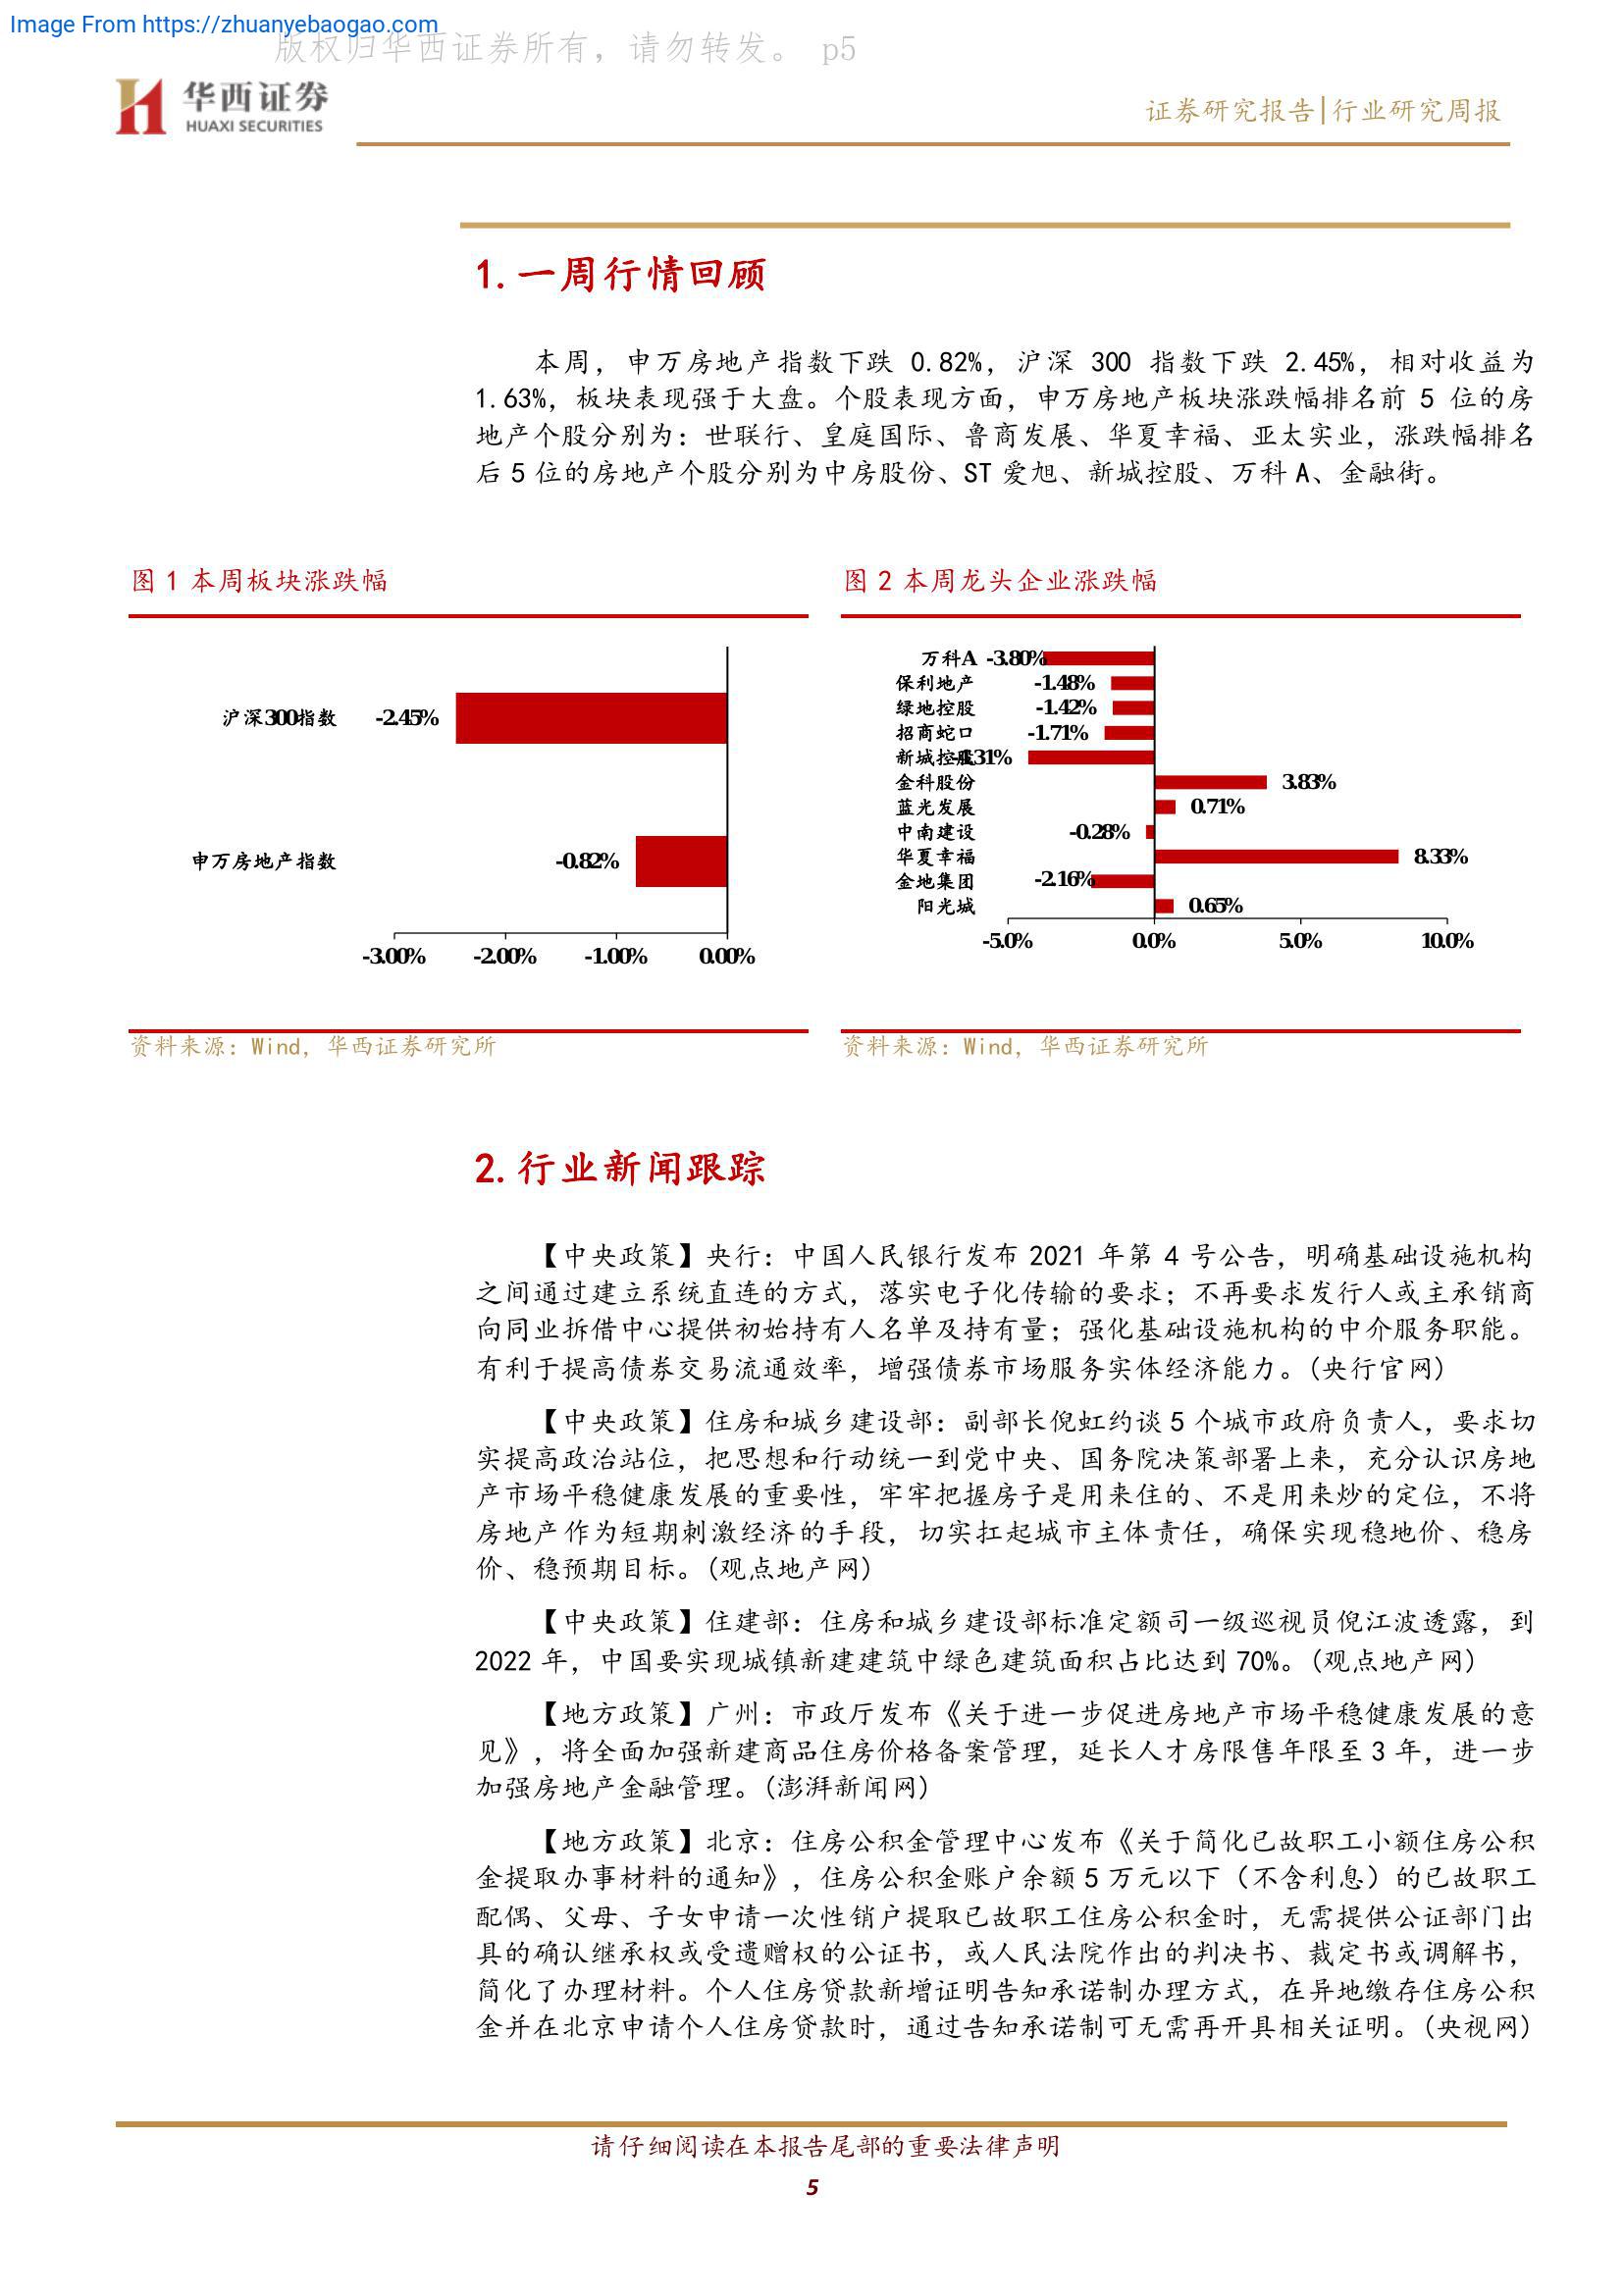 Image From https://zhuanyebaogao.com
版权归华西证券所有，请勿转发。 p5
华西证券
HUAXI SECURITIES
证券研究报告|行业研究周报
1.一周行情回顾
本周，申万房地产指数下跌 0.82%，沪深 300 指数下跌 2.45%，相对收益为
1.63%，板块表现强于大盘。个股表现方面，申万房地产板块涨跌幅排名前 5 位的房
地产个股分别为：世联行、皇庭国际、鲁商发展、华夏幸福、亚太实业，涨跌幅排名
后 5 位的房地产个股分别为中房股份、ST 爱旭、新城控股、万科 A、金融街。
图 1 本周板块涨跌幅
沪深300指数 -2.45%
申万房地产指数 -0.82%
-3.00% -2.00% -1.00% 0.00%
资料来源：Wind，华西证券研究所
图 2 本周龙头企业涨跌幅
万科A -3.80%
保利地产 -1.48%
绿地控股 -1.42%
招商蛇口 -1.71%
新城控股 -4.31%
金科股份 3.83%
蓝光发展 0.71%
中南建设 -0.28%
华夏幸福 8.33%
金地集团 -2.16%
阳光城 0.65%
-5.0% 0.0% 5.0% 10.0%
资料来源：Wind，华西证券研究所
2.行业新闻跟踪
【中央政策】央行：中国人民银行发布 2021 年第 4 号公告，明确基础设施机构
之间通过建立系统直连的方式，落实电子化传输的要求；不再要求发行人或主承销商
向同业拆借中心提供初始持有人名单及持有量；强化基础设施机构的中介服务职能。
有利于提高债券交易流通效率，增强债券市场服务实体经济能力。(央行官网)
【中央政策】住房和城乡建设部：副部长倪虹约谈 5 个城市政府负责人，要求切
实提高政治站位，把思想和行动统一到党中央、国务院决策部署上来，充分认识房地
产市场平稳健康发展的重要性，牢牢把握房子是用来住的、不是用来炒的定位，不将
房地产作为短期刺激经济的手段，切实扛起城市主体责任，确保实现稳地价、稳房
价、稳预期目标。(观点地产网)
【中央政策】住建部：住房和城乡建设部标准定额司一级巡视员倪江波透露，到
2022 年，中国要实现城镇新建建筑中绿色建筑面积占比达到 70%。(观点地产网)
【地方政策】广州：市政厅发布《关于进一步促进房地产市场平稳健康发展的意
见》，将全面加强新建商品住房价格备案管理，延长人才房限售年限至 3 年，进一步
加强房地产金融管理。(澎湃新闻网)
【地方政策】北京：住房公积金管理中心发布《关于简化已故职工小额住房公积
金提取办事材料的通知》，住房公积金账户余额 5 万元以下（不含利息）的已故职工
配偶、父母、子女申请一次性销户提取已故职工住房公积金时，无需提供公证部门出
具的确认继承权或受遗赠权的公证书，或人民法院作出的判决书、裁定书或调解书，
简化了办理材料。个人住房贷款新增证明告知承诺制办理方式，在异地缴存住房公积
金并在北京申请个人住房贷款时，通过告知承诺制可无需再开具相关证明。(央视网)
请仔细阅读在本报告尾部的重要法律声明
5